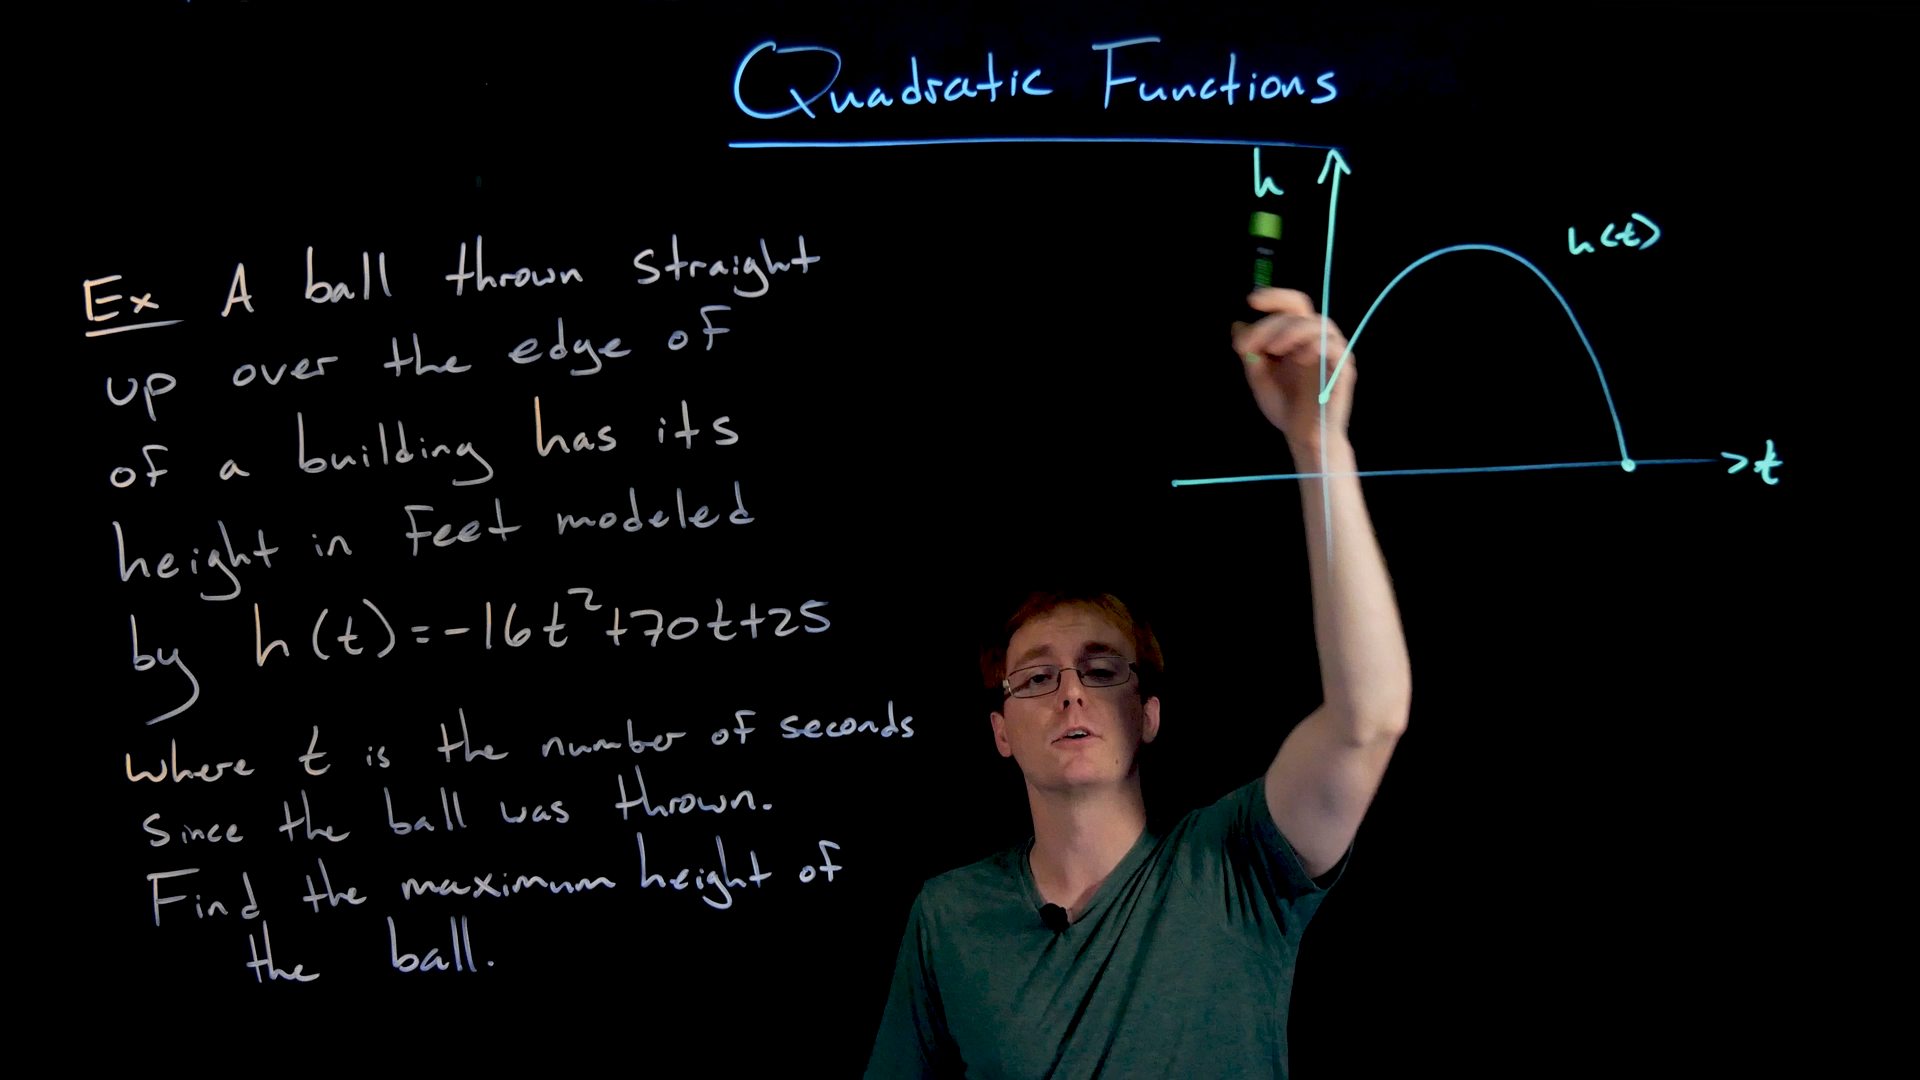 Quadratic Functions
Ex A ball thrown straight
up over the edge of
of a building has its
height in feet modeled
by h(t)=-16t²+70t+25
where t is the number of seconds
since the ball was thrown.
Find the maximum height of
the ball.
h
h(t)
t